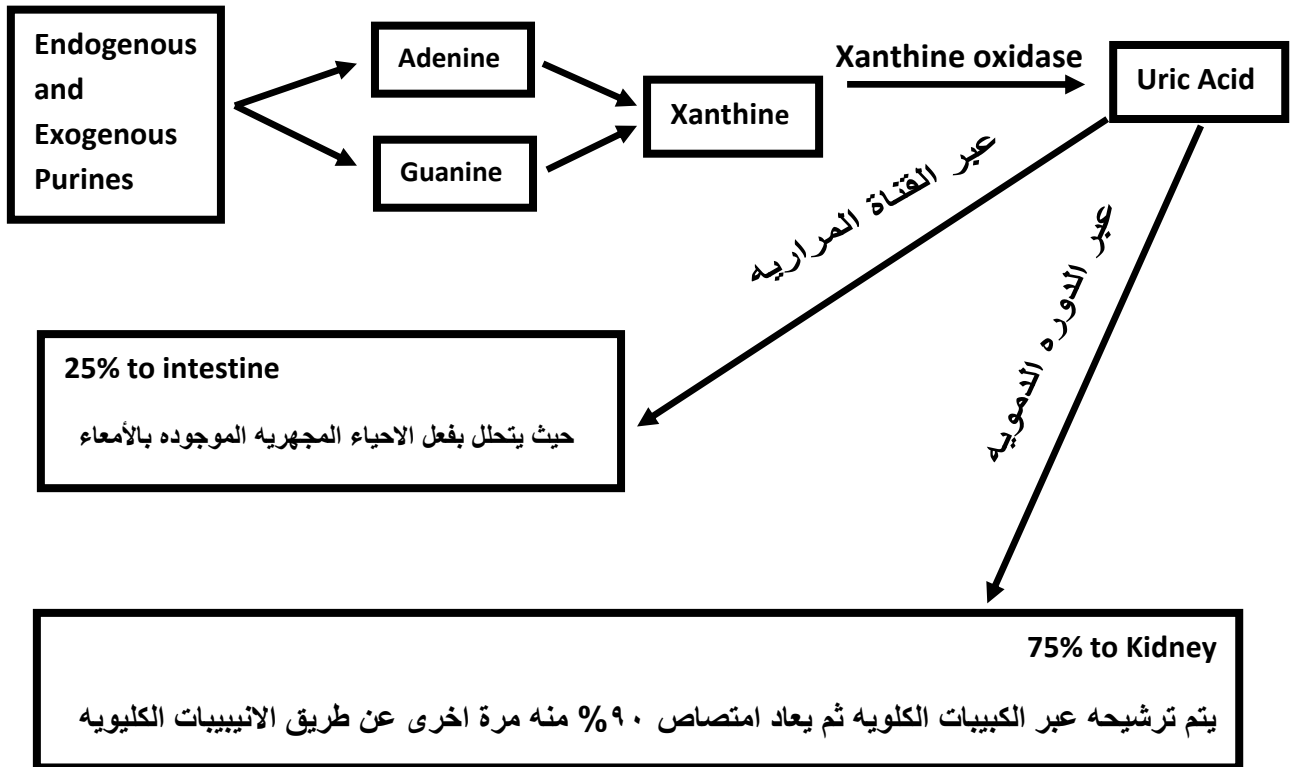 Endogenous
and
Exogenous
Purines
Adenine
Guanine
Xanthine
Xanthine oxidase
Uric Acid
عبر القناة المراريه
عبر الدوره الدمويه
25% to intestine
حيث يتحلل بفعل الاحياء المجهريه الموجوده بالأمعاء
75% to Kidney
يتم ترشيحه عبر الكبيبات الكلويه ثم يعاد امتصاص ٩٠% منه مرة اخرى عن طريق الانيبيبات الكليويه